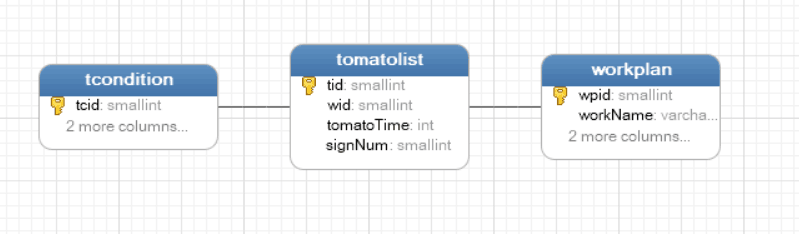 tcondition
tcid: smallint
2 more columns...
tomatolist
tid: smallint
wid: smallint
tomatoTime: int
signNum: smallint
workplan
wpid: smallint
workName: varcha...
2 more columns...